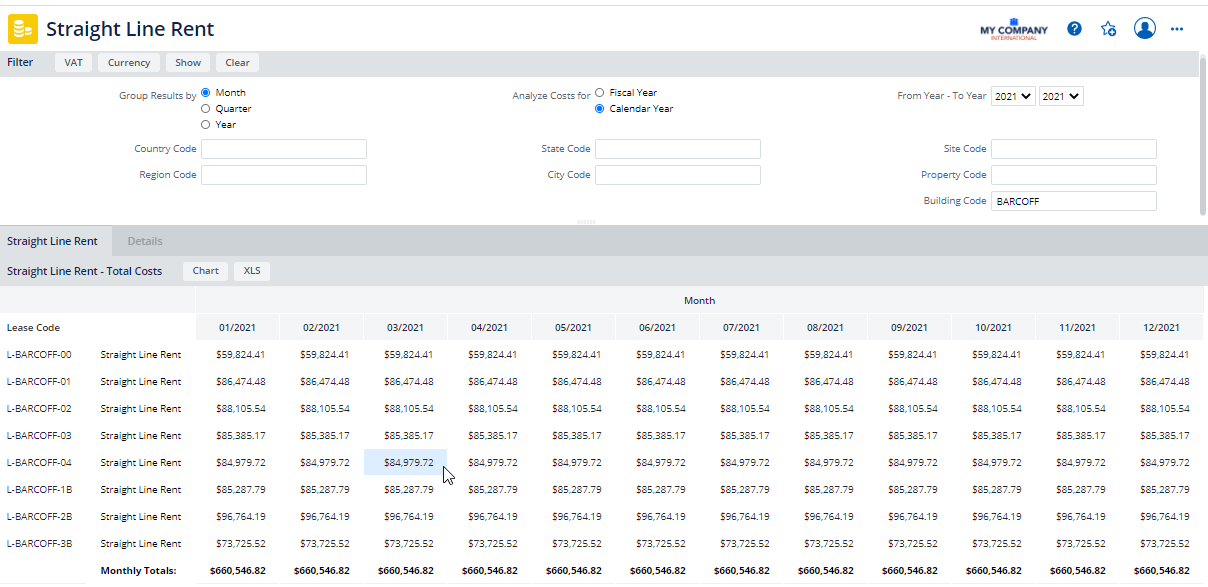 Straight Line Rent
MY COMPANY
INTERNATIONAL
?
Filter VAT Currency Show Clear
Group Results by Month Analyze Costs for Fiscal Year From Year - To Year 2021 2021
Quarter Calendar Year
Year
Country Code State Code Site Code
Region Code City Code Property Code
Building Code BARCOFF
Straight Line Rent Details
Straight Line Rent - Total Costs Chart XLS
Month
Lease Code 01/2021 02/2021 03/2021 04/2021 05/2021 06/2021 07/2021 08/2021 09/2021 10/2021 11/2021 12/2021
L-BARCOFF-00 Straight Line Rent $59,824.41 $59,824.41 $59,824.41 $59,824.41 $59,824.41 $59,824.41 $59,824.41 $59,824.41 $59,824.41 $59,824.41 $59,824.41 $59,824.41
L-BARCOFF-01 Straight Line Rent $86,474.48 $86,474.48 $86,474.48 $86,474.48 $86,474.48 $86,474.48 $86,474.48 $86,474.48 $86,474.48 $86,474.48 $86,474.48 $86,474.48
L-BARCOFF-02 Straight Line Rent $88,105.54 $88,105.54 $88,105.54 $88,105.54 $88,105.54 $88,105.54 $88,105.54 $88,105.54 $88,105.54 $88,105.54 $88,105.54 $88,105.54
L-BARCOFF-03 Straight Line Rent $85,385.17 $85,385.17 $85,385.17 $85,385.17 $85,385.17 $85,385.17 $85,385.17 $85,385.17 $85,385.17 $85,385.17 $85,385.17 $85,385.17
L-BARCOFF-04 Straight Line Rent $84,979.72 $84,979.72 $84,979.72 $84,979.72 $84,979.72 $84,979.72 $84,979.72 $84,979.72 $84,979.72 $84,979.72 $84,979.72 $84,979.72
L-BARCOFF-1B Straight Line Rent $85,287.79 $85,287.79 $85,287.79 $85,287.79 $85,287.79 $85,287.79 $85,287.79 $85,287.79 $85,287.79 $85,287.79 $85,287.79 $85,287.79
L-BARCOFF-2B Straight Line Rent $96,764.19 $96,764.19 $96,764.19 $96,764.19 $96,764.19 $96,764.19 $96,764.19 $96,764.19 $96,764.19 $96,764.19 $96,764.19 $96,764.19
L-BARCOFF-3B Straight Line Rent $73,725.52 $73,725.52 $73,725.52 $73,725.52 $73,725.52 $73,725.52 $73,725.52 $73,725.52 $73,725.52 $73,725.52 $73,725.52 $73,725.52
Monthly Totals: $660,546.82 $660,546.82 $660,546.82 $660,546.82 $660,546.82 $660,546.82 $660,546.82 $660,546.82 $660,546.82 $660,546.82 $660,546.82 $660,546.82